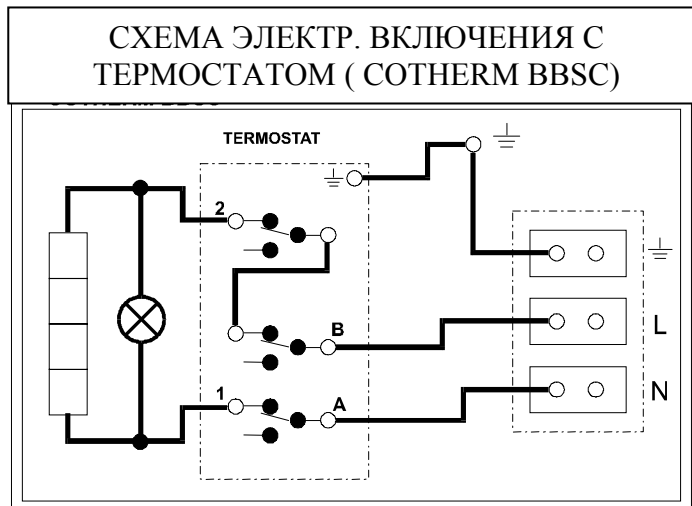 СХЕМА ЭЛЕКТР. ВКЛЮЧЕНИЯ С
ТЕРМОСТАТОМ ( COTHERM BBSC)
TERMOSTAT
2
B
L
1
A
N